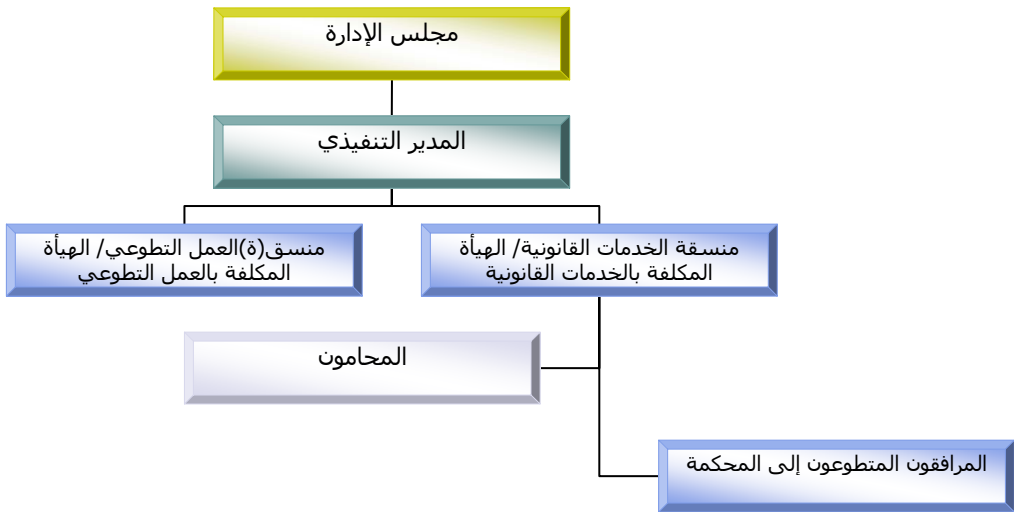 مجلس الإدارة
المدير التنفيذي
منسقة الخدمات القانونية/ الهيأة
المكلفة بالخدمات القانونية
منسق(ة)العمل التطوعي/ الهيأة
المكلفة بالعمل التطوعي
المحامون
المرافقون المتطوعون إلى المحكمة